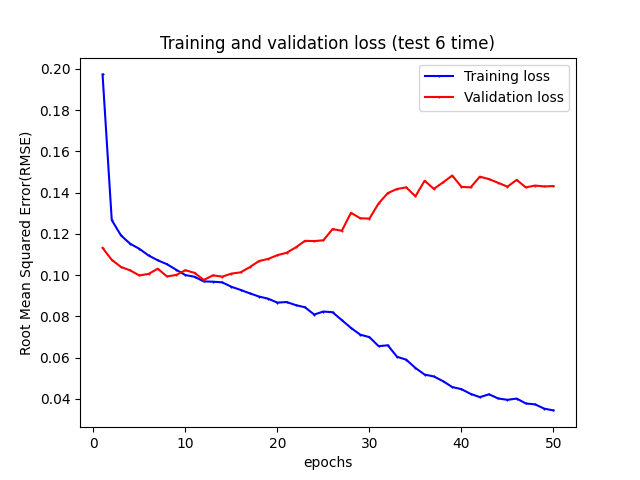 Training and validation loss (test 6 time)
Training loss
Validation loss
Root Mean Squared Error(RMSE)
0.20
0.18
0.16
0.14
0.12
0.10
0.08
0.06
0.04
0 10 20 30 40 50
epochs